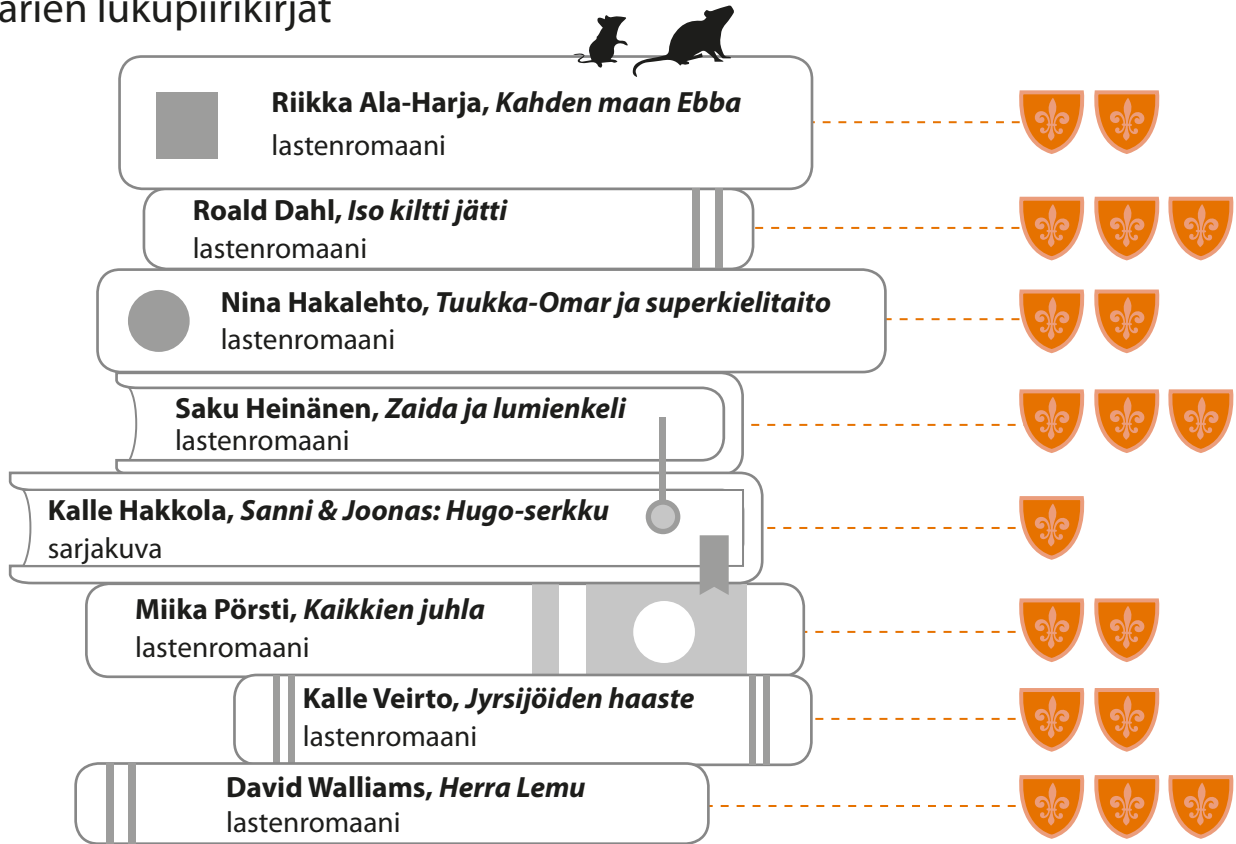 lukupiirikirjat
Riikka Ala-Harja, Kahden maan Ebba
lastenromaani
Roald Dahl, Iso kiltti jätti
lastenromaani
Nina Hakalehto, Tuukka-Omar ja superkielitaito
lastenromaani
Saku Heinänen, Zaida ja lumienkeli
lastenromaani
Kalle Hakkola, Sanni & Joonas: Hugo-serkku
sarjakuva
Miika Pörsti, Kaikkien juhla
lastenromaani
Kalle Veirto, Jyrsijöiden haaste
lastenromaani
David Walliams, Herra Lemu
lastenromaani